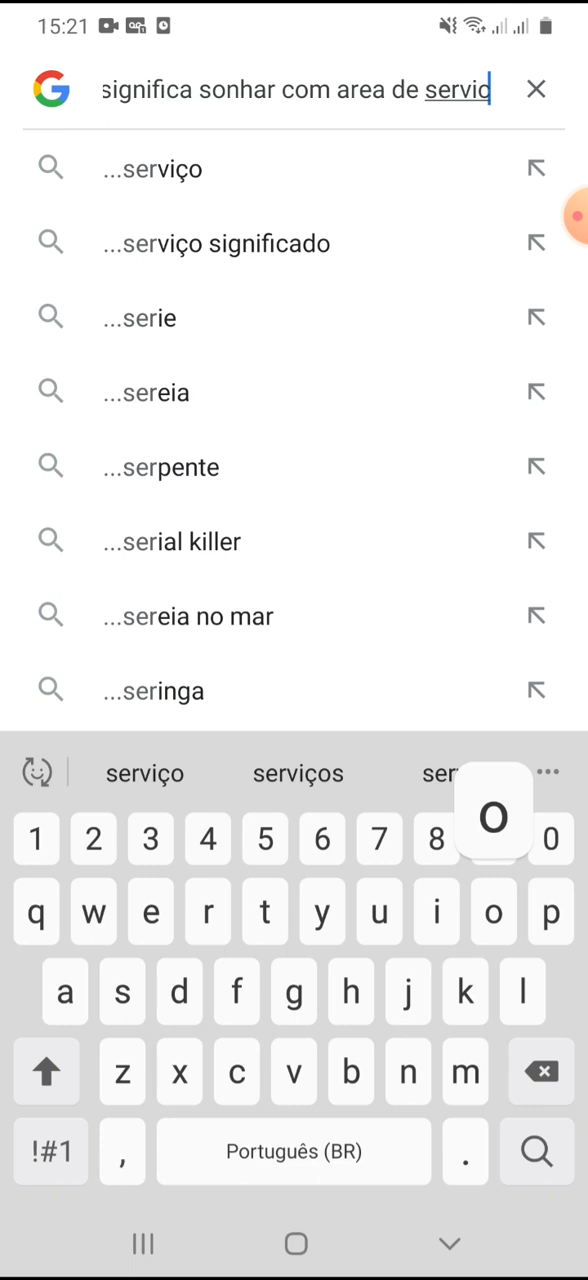 15:21
significa sonhar com area de servic
...serviço
...serviço significado
...serie
...sereia
...serpente
...serial killer
...sereia no mar
...seringa
serviço serviços ser
o
1 2 3 4 5 6 7 8 0
q w e r t y u i o p
a s d f g h j k l
z x c v b n m
!#1 , Português (BR) .